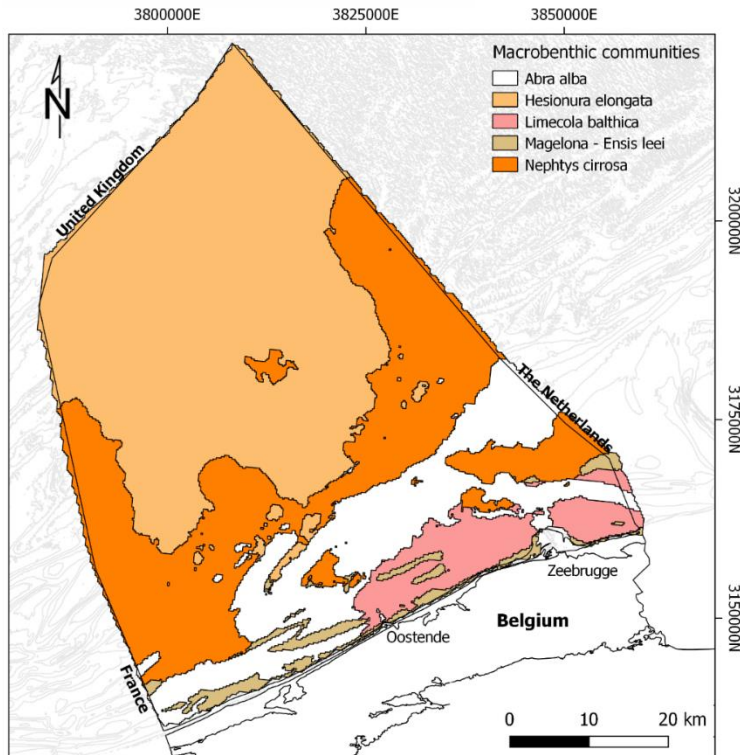 3800000E
3825000E
3850000E
N
Macrobenthic communities
Abra alba
Hesionura elongata
Limecola balthica
Magelona - Ensis leei
Nephtys cirrosa
United Kingdom
3200000N
The Netherlands
3175000N
Zeebrugge
Belgium
Oostende
3150000N
France
0 10 20 km